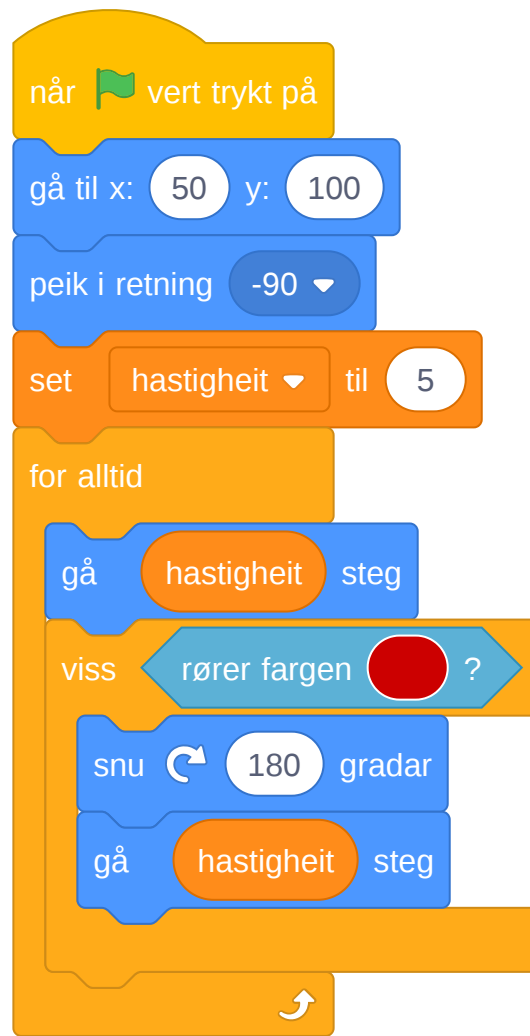 når vert trykt på
gå til x: 50 y: 100
peik i retning -90
set hastigheit til 5
for alltid
gå hastigheit steg
viss rører fargen ?
snu 180 gradar
gå hastigheit steg